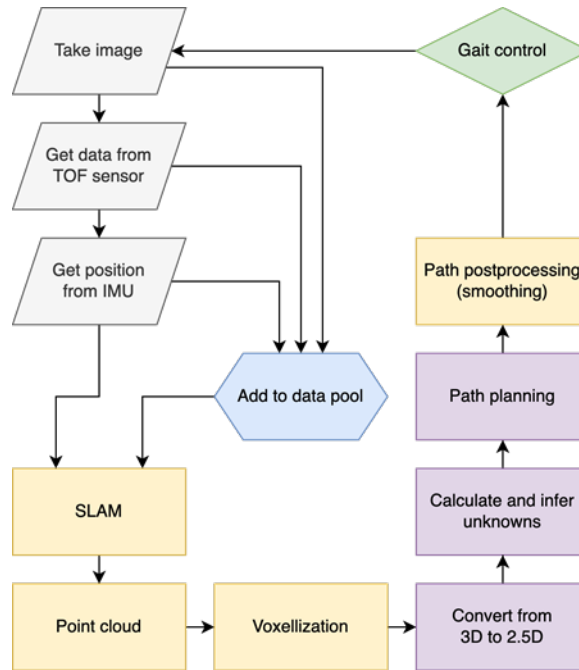 Take image
Gait control
Get data from
TOF sensor
Get position
from IMU
Path postprocessing
(smoothing)
Add to data pool
Path planning
SLAM
Calculate and infer
unknowns
Point cloud
Voxellization
Convert from
3D to 2.5D